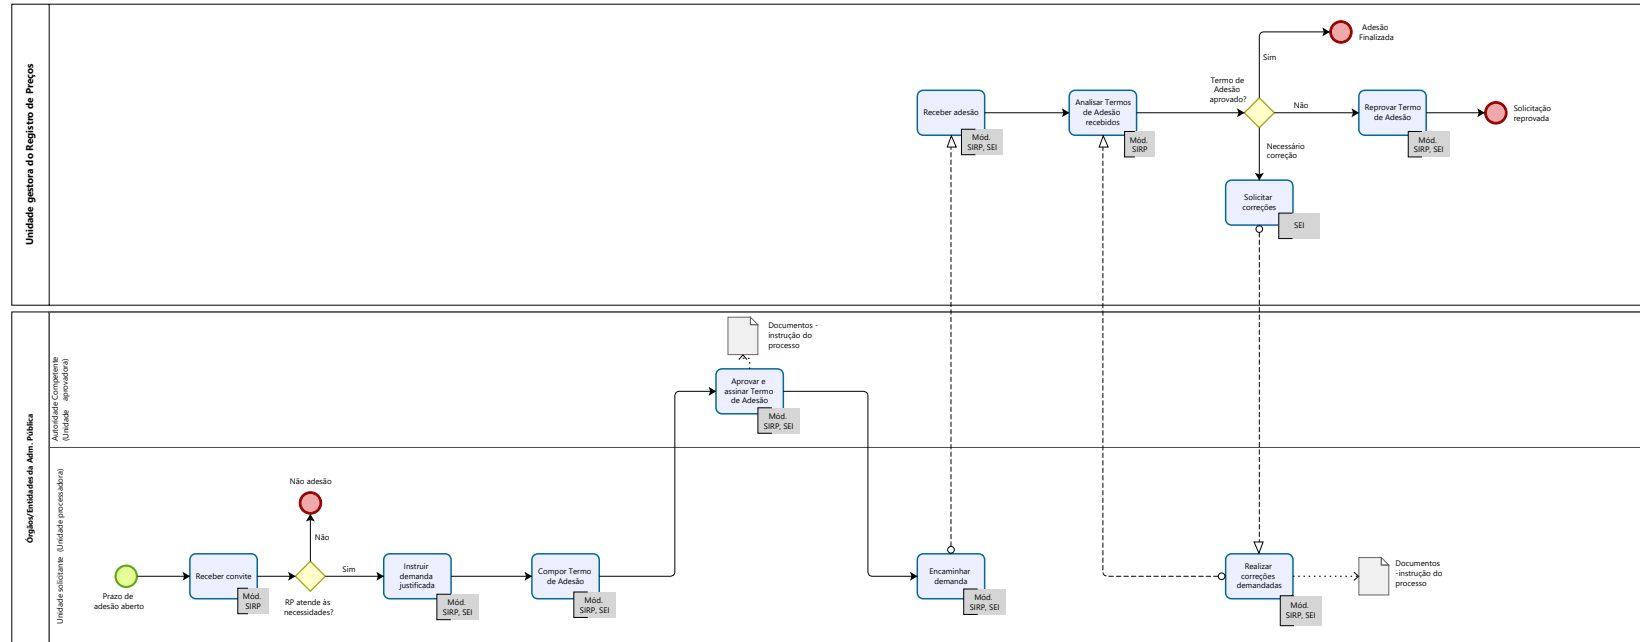 Unidade gestora do Registro de Preços
Adesão
Finalizada
Sim
Termo de
Adesão
aprovado?
Receber adesão
Mód.
SIRP, SEI
Analisar Termos
de Adesão
recebidos
Mód.
SIRP
Não
Reprovar Termo
de Adesão
Mód.
SIRP, SEI
Solicitação
reprovada
Necessário
correção
Solicitar
correções
SEI
Órgãos/Entidades da Adm. Pública
Autoridade Competente
(Unidade aprovadora)
Documentos -
instrução do
processo
Aprovar e
assinar Termo
de Adesão
Mód.
SIRP, SEI
Unidade solicitante (Unidade processadora)
Prazo de
adesão aberto
Receber convite
Mód.
SIRP
Não adesão
Não
RP atende às
necessidades?
Sim
Instruir
demanda
justificada
Mód.
SIRP, SEI
Compor Termo
de Adesão
Mód.
SIRP, SEI
Encaminhar
demanda
Mód.
SIRP, SEI
Realizar
correções
demandadas
Mód.
SIRP, SEI
Documentos
-instrução do
processo